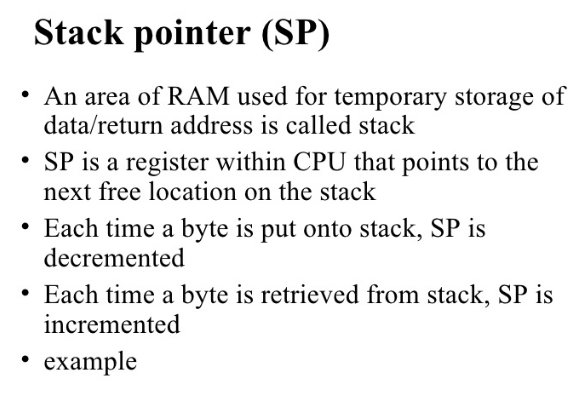 Stack pointer (SP)
• An area of RAM used for temporary storage of
data/return address is called stack
• SP is a register within CPU that points to the
next free location on the stack
• Each time a byte is put onto stack, SP is
decremented
• Each time a byte is retrieved from stack, SP is
incremented
• example